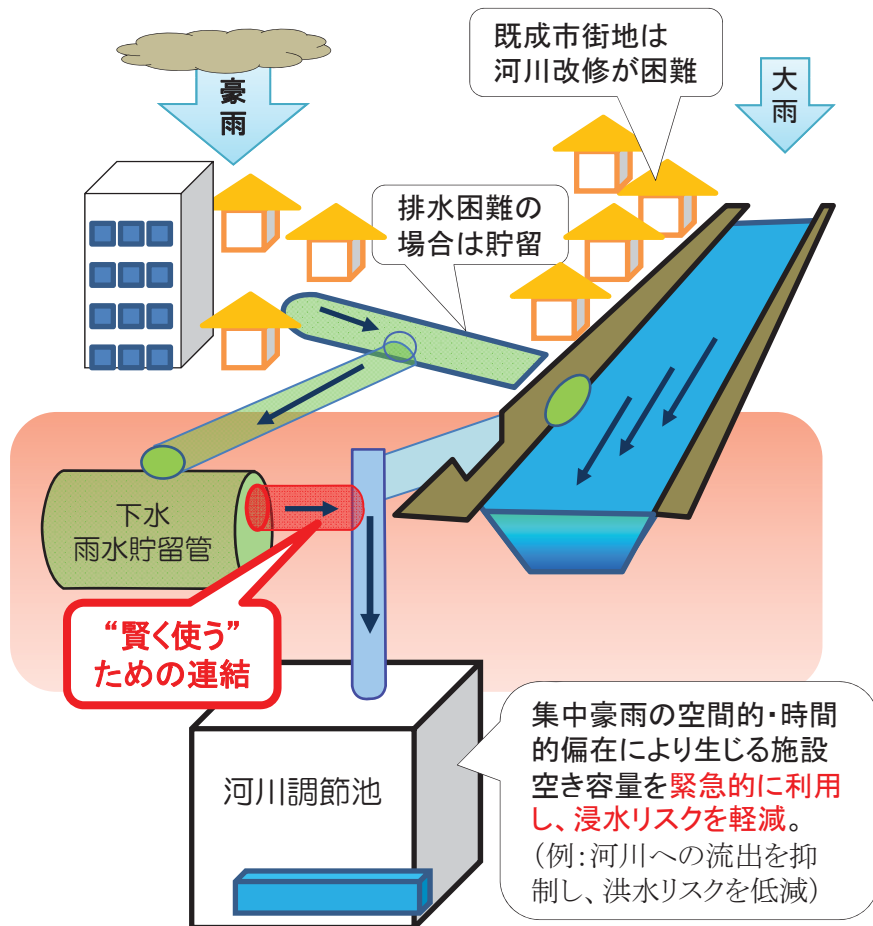 既成市街地は
河川改修が困難
豪
雨
大
雨
排水困難の
場合は貯留
下水
雨水貯留管
“賢く使う”
ための連結
河川調節池
集中豪雨の空間的・時間
的偏在により生じる施設
空き容量を緊急的に利用
し、浸水リスクを軽減。
（例：河川への流出を抑
制し、洪水リスクを低減）